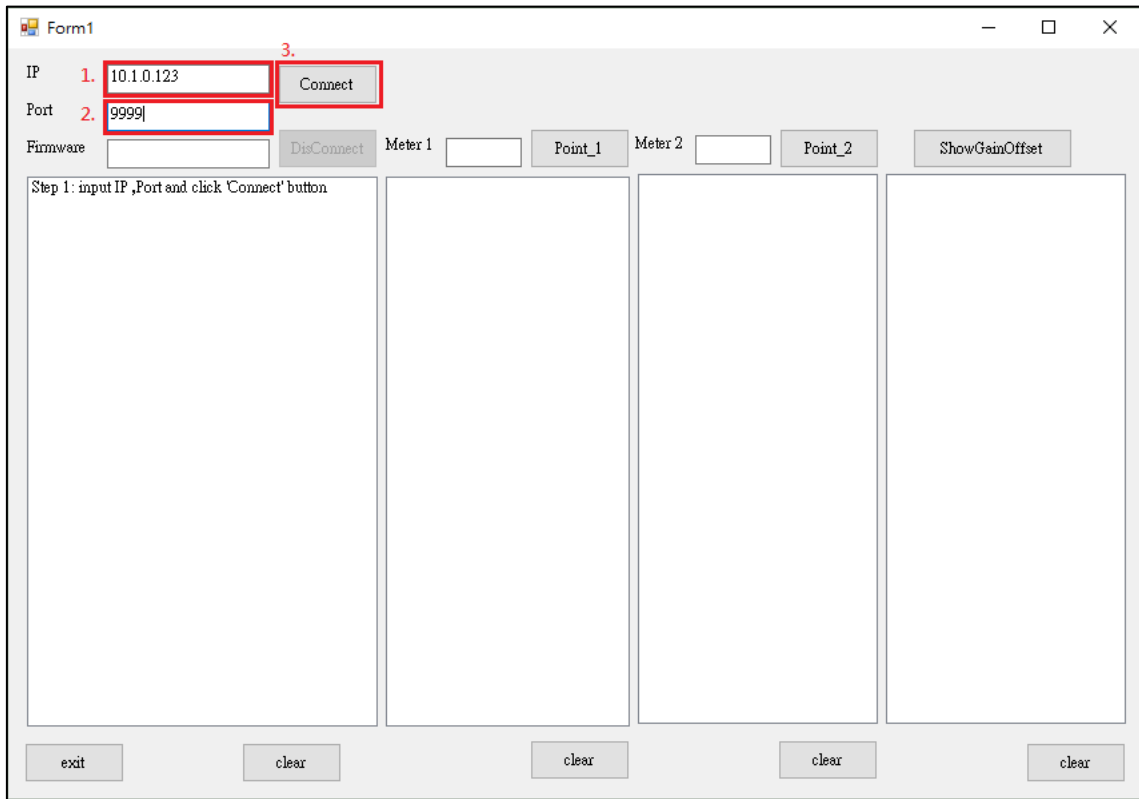 Form1
3.
IP 1. 10.1.0.123 Connect
Port 2. 9999
Firmware DisConnect Meter 1 Point_1 Meter 2 Point_2 ShowGainOffset
Step 1: input IP ,Port and click 'Connect' button
exit clear clear clear clear